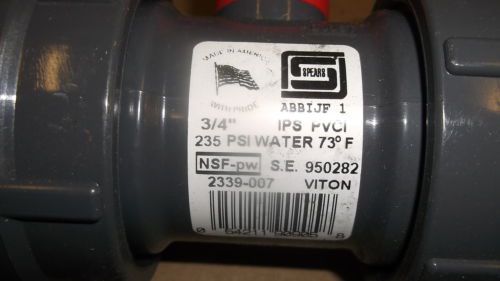 MADE IN AMERICA
WITH PRIDE
SPEARS
ABBIJF 1
3/4" IPS PVCI
235 PSI WATER 73° F
NSF-pw S.E. 950282
2339-007 VITON